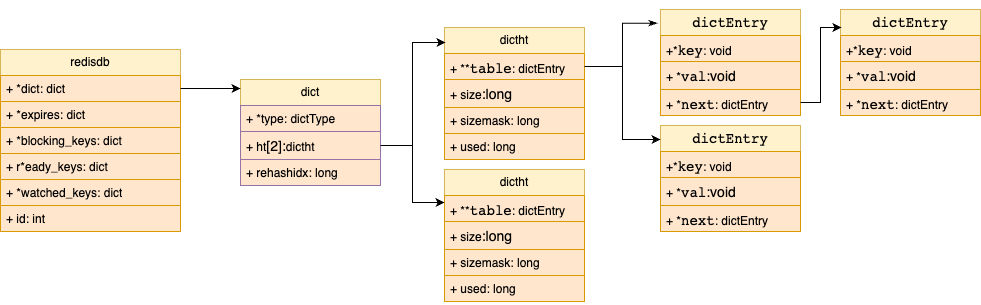 redisdb
+ *dict: dict
+ *expires: dict
+ *blocking_keys: dict
+ r*eady_keys: dict
+ *watched_keys: dict
+ id: int
dict
+ *type: dictType
+ ht[2]:dictht
+ rehashidx: long
dictht
+ **table: dictEntry
+ size:long
+ sizemask: long
+ used: long
dictht
+ **table: dictEntry
+ size:long
+ sizemask: long
+ used: long
dictEntry
+*key: void
+ *val:void
+ *next: dictEntry
dictEntry
+*key: void
+ *val:void
+ *next: dictEntry
dictEntry
+*key: void
+ *val:void
+ *next: dictEntry